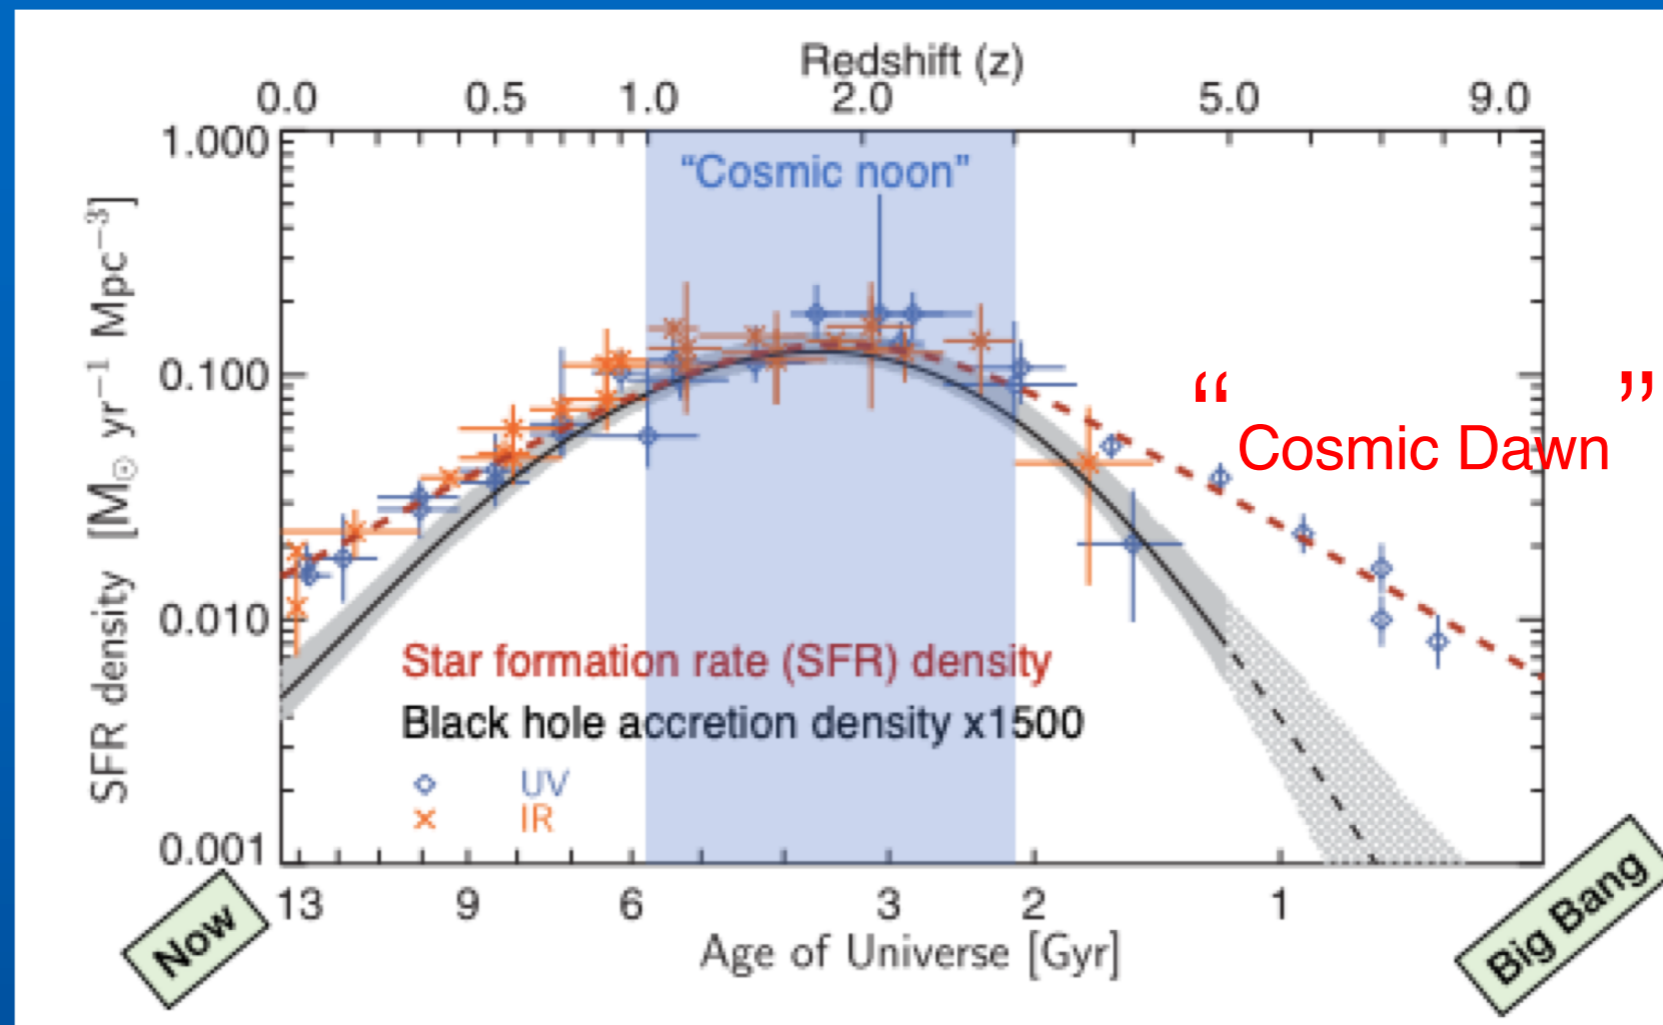 Redshift (z)
0.0 0.5 1.0 2.0 5.0 9.0
1.000
0.100
0.010
0.001
SFR density [M☉ yr⁻¹ Mpc⁻³]
“Cosmic noon”
“ ”
Cosmic Dawn
Star formation rate (SFR) density
Black hole accretion density x1500
UV
IR
13 9 6 3 2 1
Age of Universe [Gyr]
Now
Big Bang